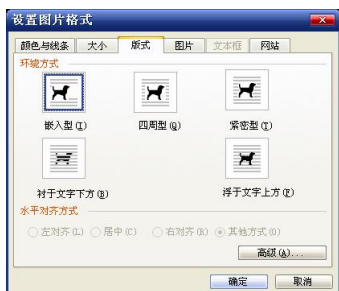 设置图片格式
颜色与线条 大小 版式 图片 文本框 网站
环绕方式
嵌入型(I) 四周型(Q) 紧密型(T)
衬于文字下方(B) 浮于文字上方(F)
水平对齐方式
左对齐(L) 居中(C) 右对齐(R) 其他方式(O)
高级(A)...
确定 取消